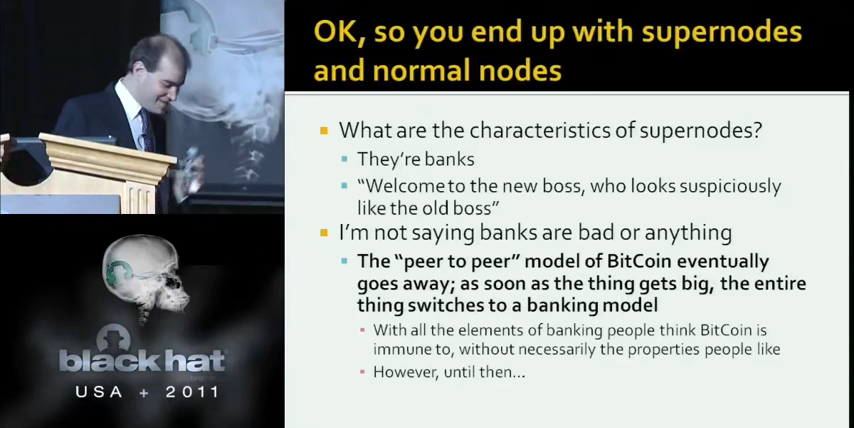 OK, so you end up with supernodes
and normal nodes
What are the characteristics of supernodes?
They're banks
"Welcome to the new boss, who looks suspiciously
like the old boss"
I'm not saying banks are bad or anything
The "peer to peer" model of BitCoin eventually
goes away; as soon as the thing gets big, the entire
thing switches to a banking model
With all the elements of banking people think BitCoin is
immune to, without necessarily the properties people like
However, until then...
black hat
USA + 2011